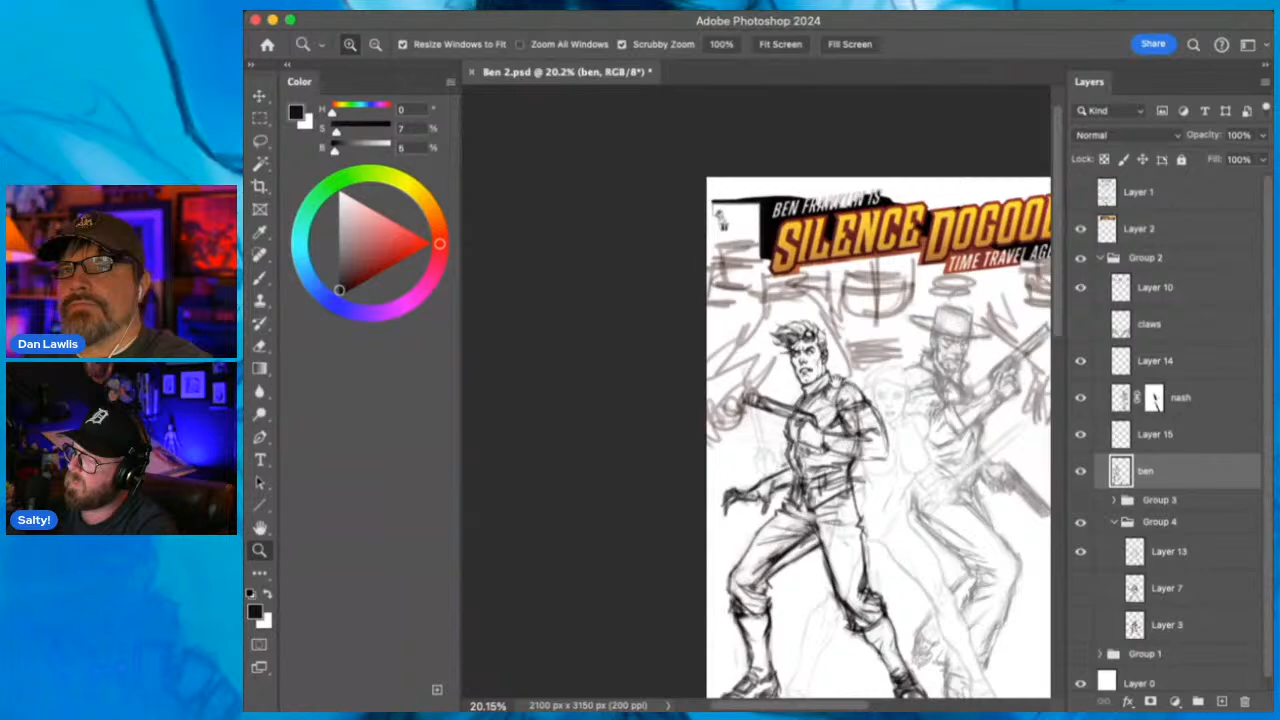 Adobe Photoshop 2024
Resize Windows to Fit
Zoom All Windows
Scrubby Zoom
100%
Fit Screen
Fill Screen
Share
Color
Ben 2.psd @ 20.2% (ben, RGB/8*) *
Layers
H 0 °
S 7 %
B 5 %
Kind
Normal
Opacity: 100%
Lock:
Fill: 100%
Layer 1
Layer 2
Group 2
Layer 10
claws
Layer 14
nash
Layer 15
ben
Group 3
Group 4
Layer 13
Layer 7
Layer 3
Group 1
Layer 0
BEN FRANKLIN IS
SILENCE DOGOOD
TIME TRAVEL AGE
Dan Lawlis
Salty!
20.15%
2100 px x 3150 px (200 ppi)